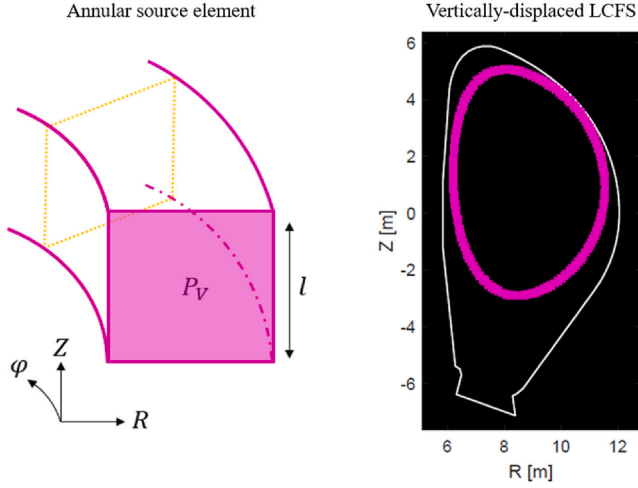 Annular source element
Vertically-displaced LCFS
P_V
l
Z
φ
R
6
4
2
0
-2
-4
-6
Z [m]
6 8 10 12
R [m]